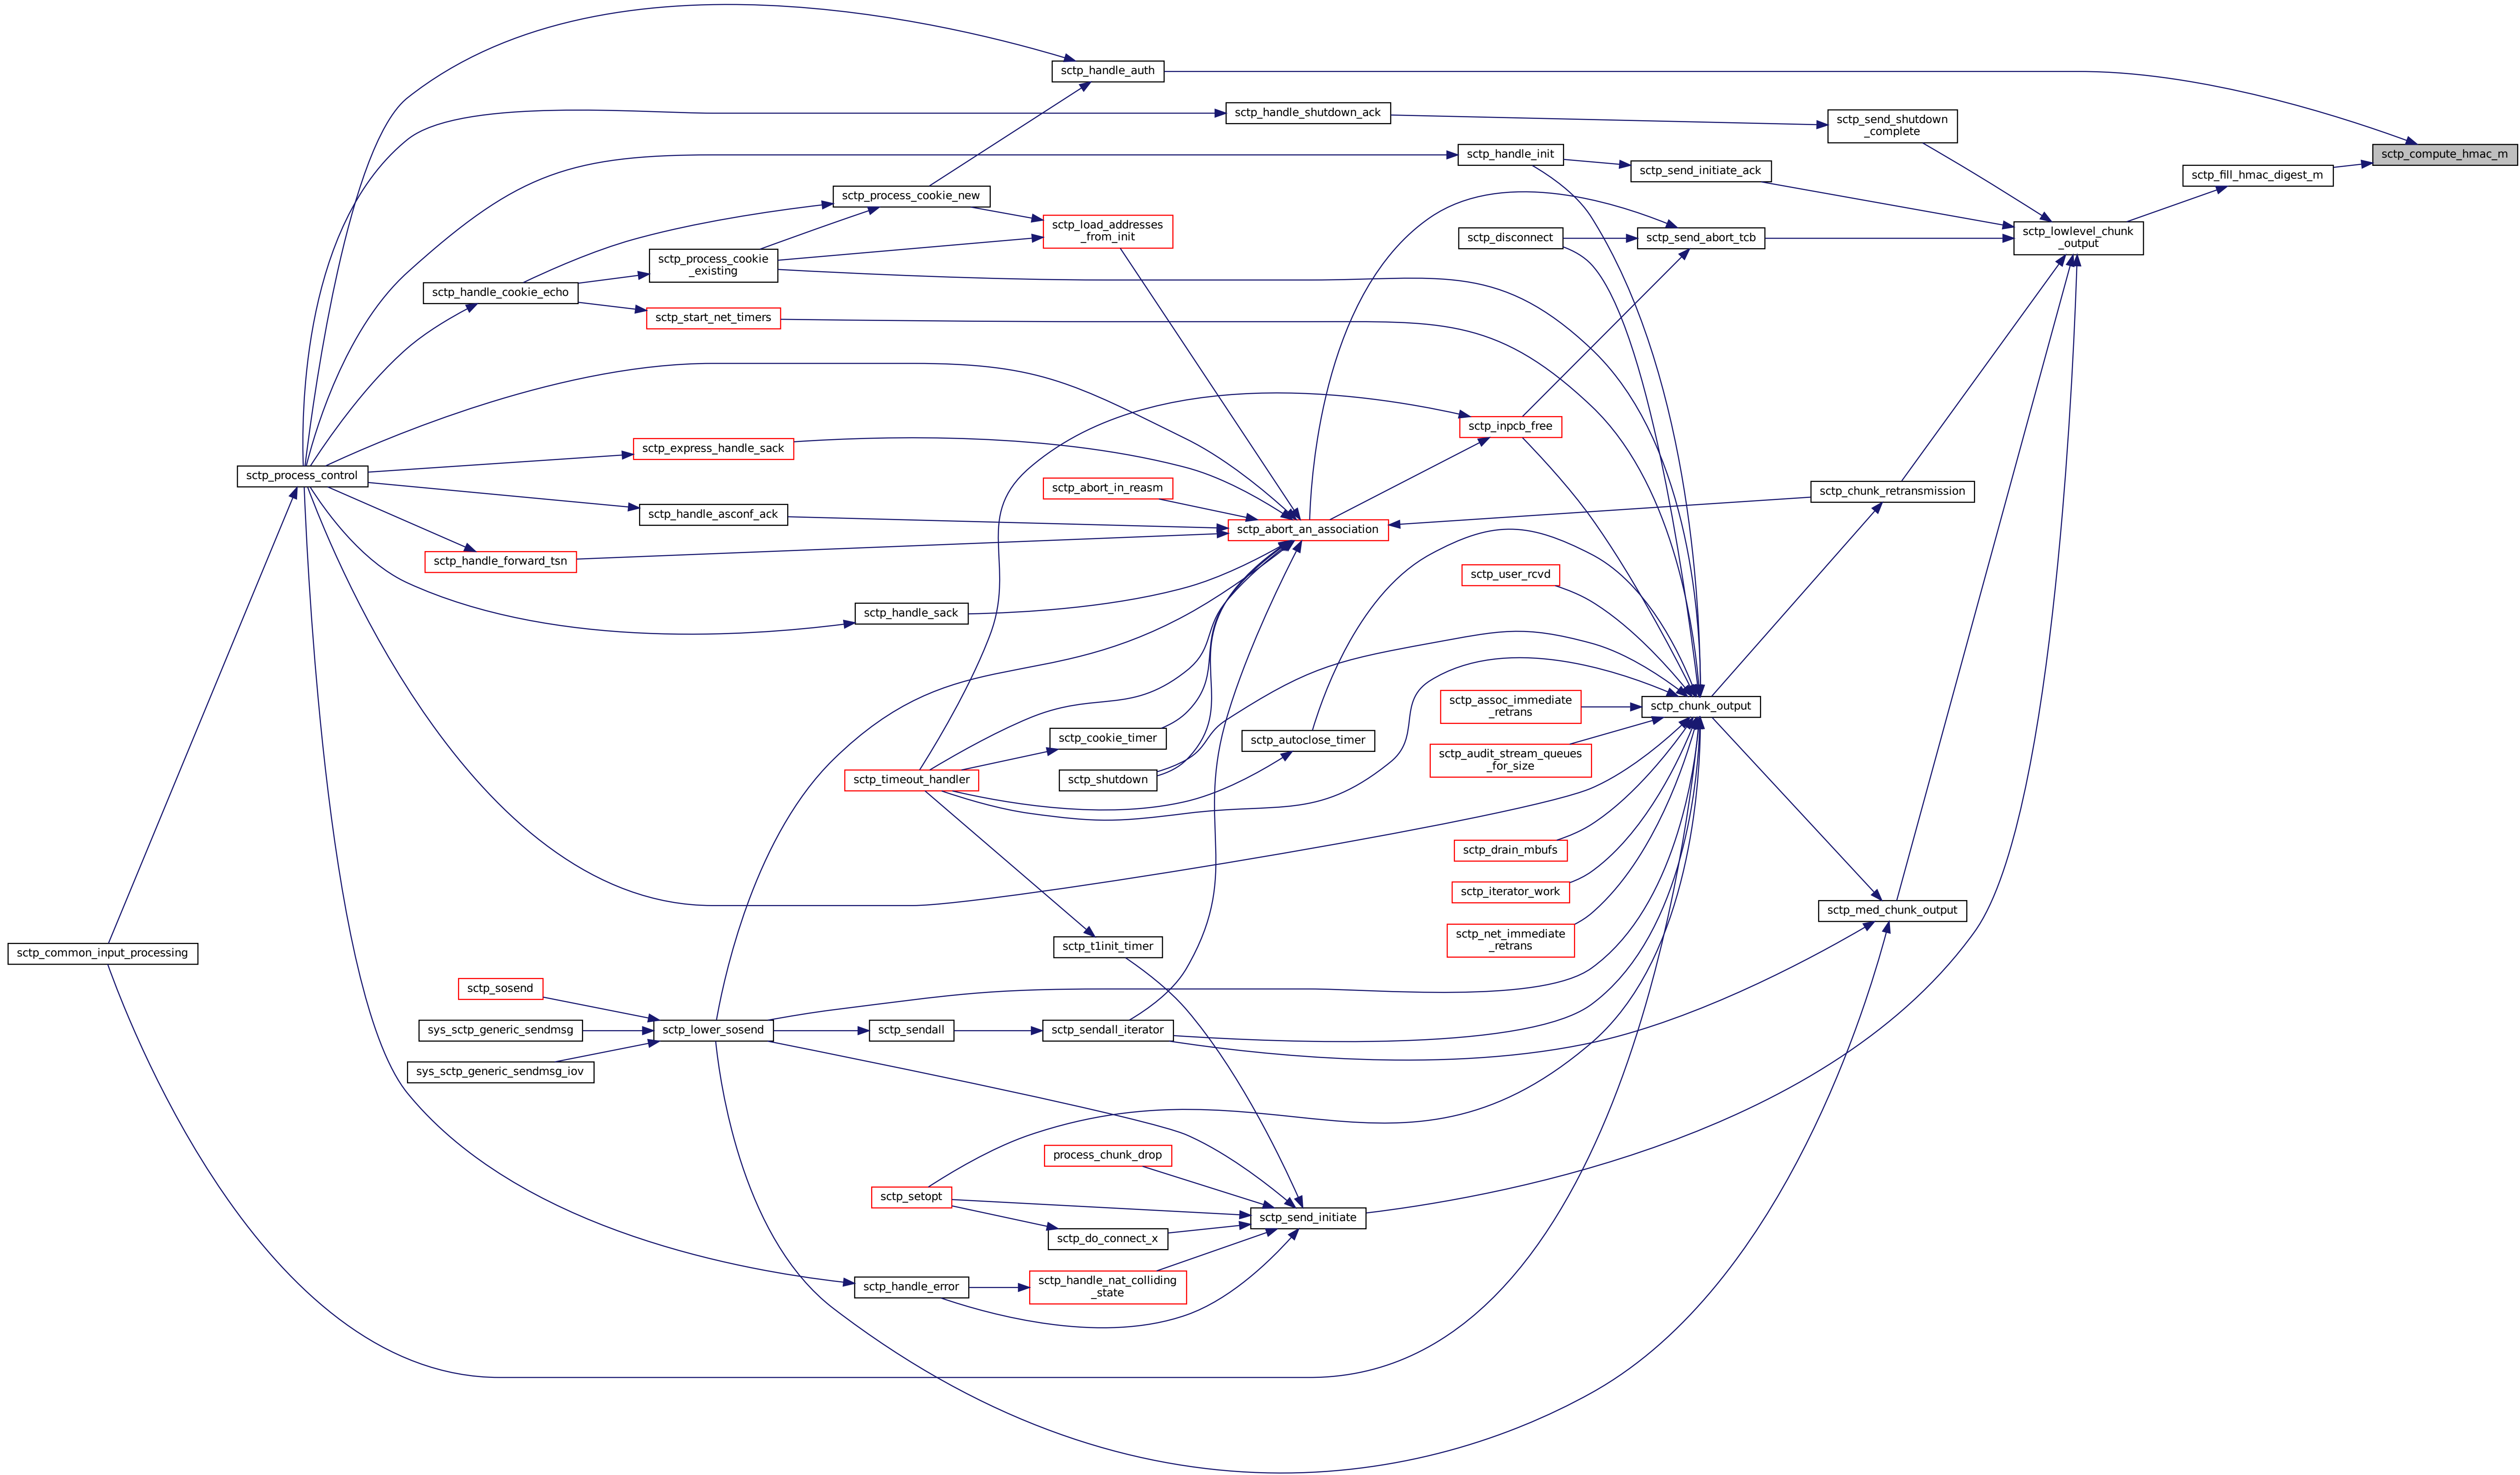 sctp_handle_auth
sctp_handle_shutdown_ack
sctp_send_shutdown
_complete
sctp_compute_hmac_m
sctp_handle_init
sctp_send_initiate_ack
sctp_fill_hmac_digest_m
sctp_process_cookie_new
sctp_load_addresses
_from_init
sctp_disconnect
sctp_send_abort_tcb
sctp_lowlevel_chunk
_output
sctp_process_cookie
_existing
sctp_handle_cookie_echo
sctp_start_net_timers
sctp_inpcb_free
sctp_express_handle_sack
sctp_process_control
sctp_abort_in_reasm
sctp_chunk_retransmission
sctp_handle_asconf_ack
sctp_abort_an_association
sctp_handle_forward_tsn
sctp_user_rcvd
sctp_handle_sack
sctp_assoc_immediate
_retrans
sctp_chunk_output
sctp_cookie_timer
sctp_autoclose_timer
sctp_audit_stream_queues
_for_size
sctp_timeout_handler
sctp_shutdown
sctp_drain_mbufs
sctp_iterator_work
sctp_med_chunk_output
sctp_net_immediate
_retrans
sctp_t1init_timer
sctp_common_input_processing
sctp_sosend
sys_sctp_generic_sendmsg
sctp_lower_sosend
sctp_sendall
sctp_sendall_iterator
sys_sctp_generic_sendmsg_iov
process_chunk_drop
sctp_setopt
sctp_send_initiate
sctp_do_connect_x
sctp_handle_error
sctp_handle_nat_colliding
_state